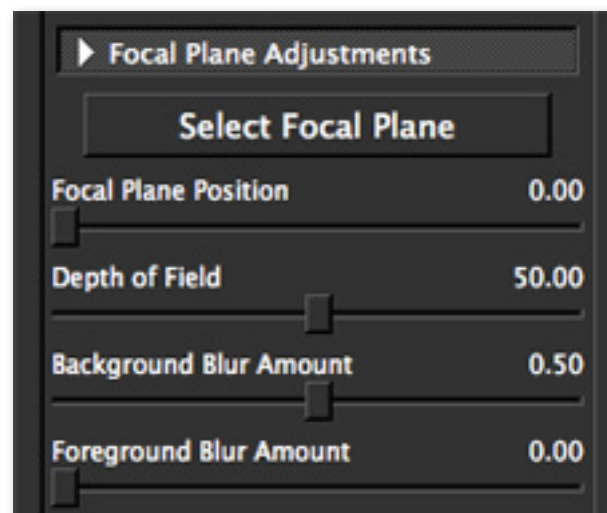 Focal Plane Adjustments
Select Focal Plane
Focal Plane Position 0.00
Depth of Field 50.00
Background Blur Amount 0.50
Foreground Blur Amount 0.00